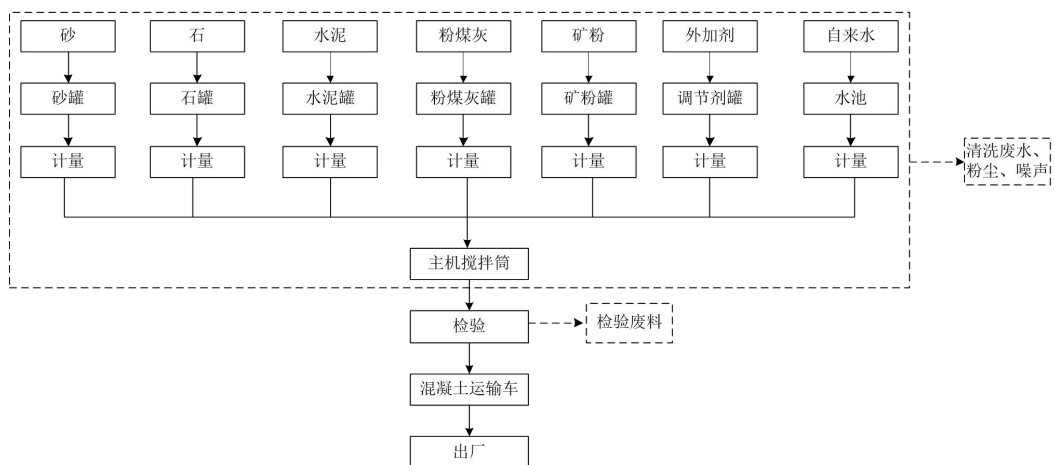 砂 石 水泥 粉煤灰 矿粉 外加剂 自来水
砂罐 石罐 水泥罐 粉煤灰罐 矿粉罐 调节剂罐 水池
计量 计量 计量 计量 计量 计量 计量
清洗废水、
粉尘、噪声
主机搅拌筒
检验 检验废料
混凝土运输车
出厂